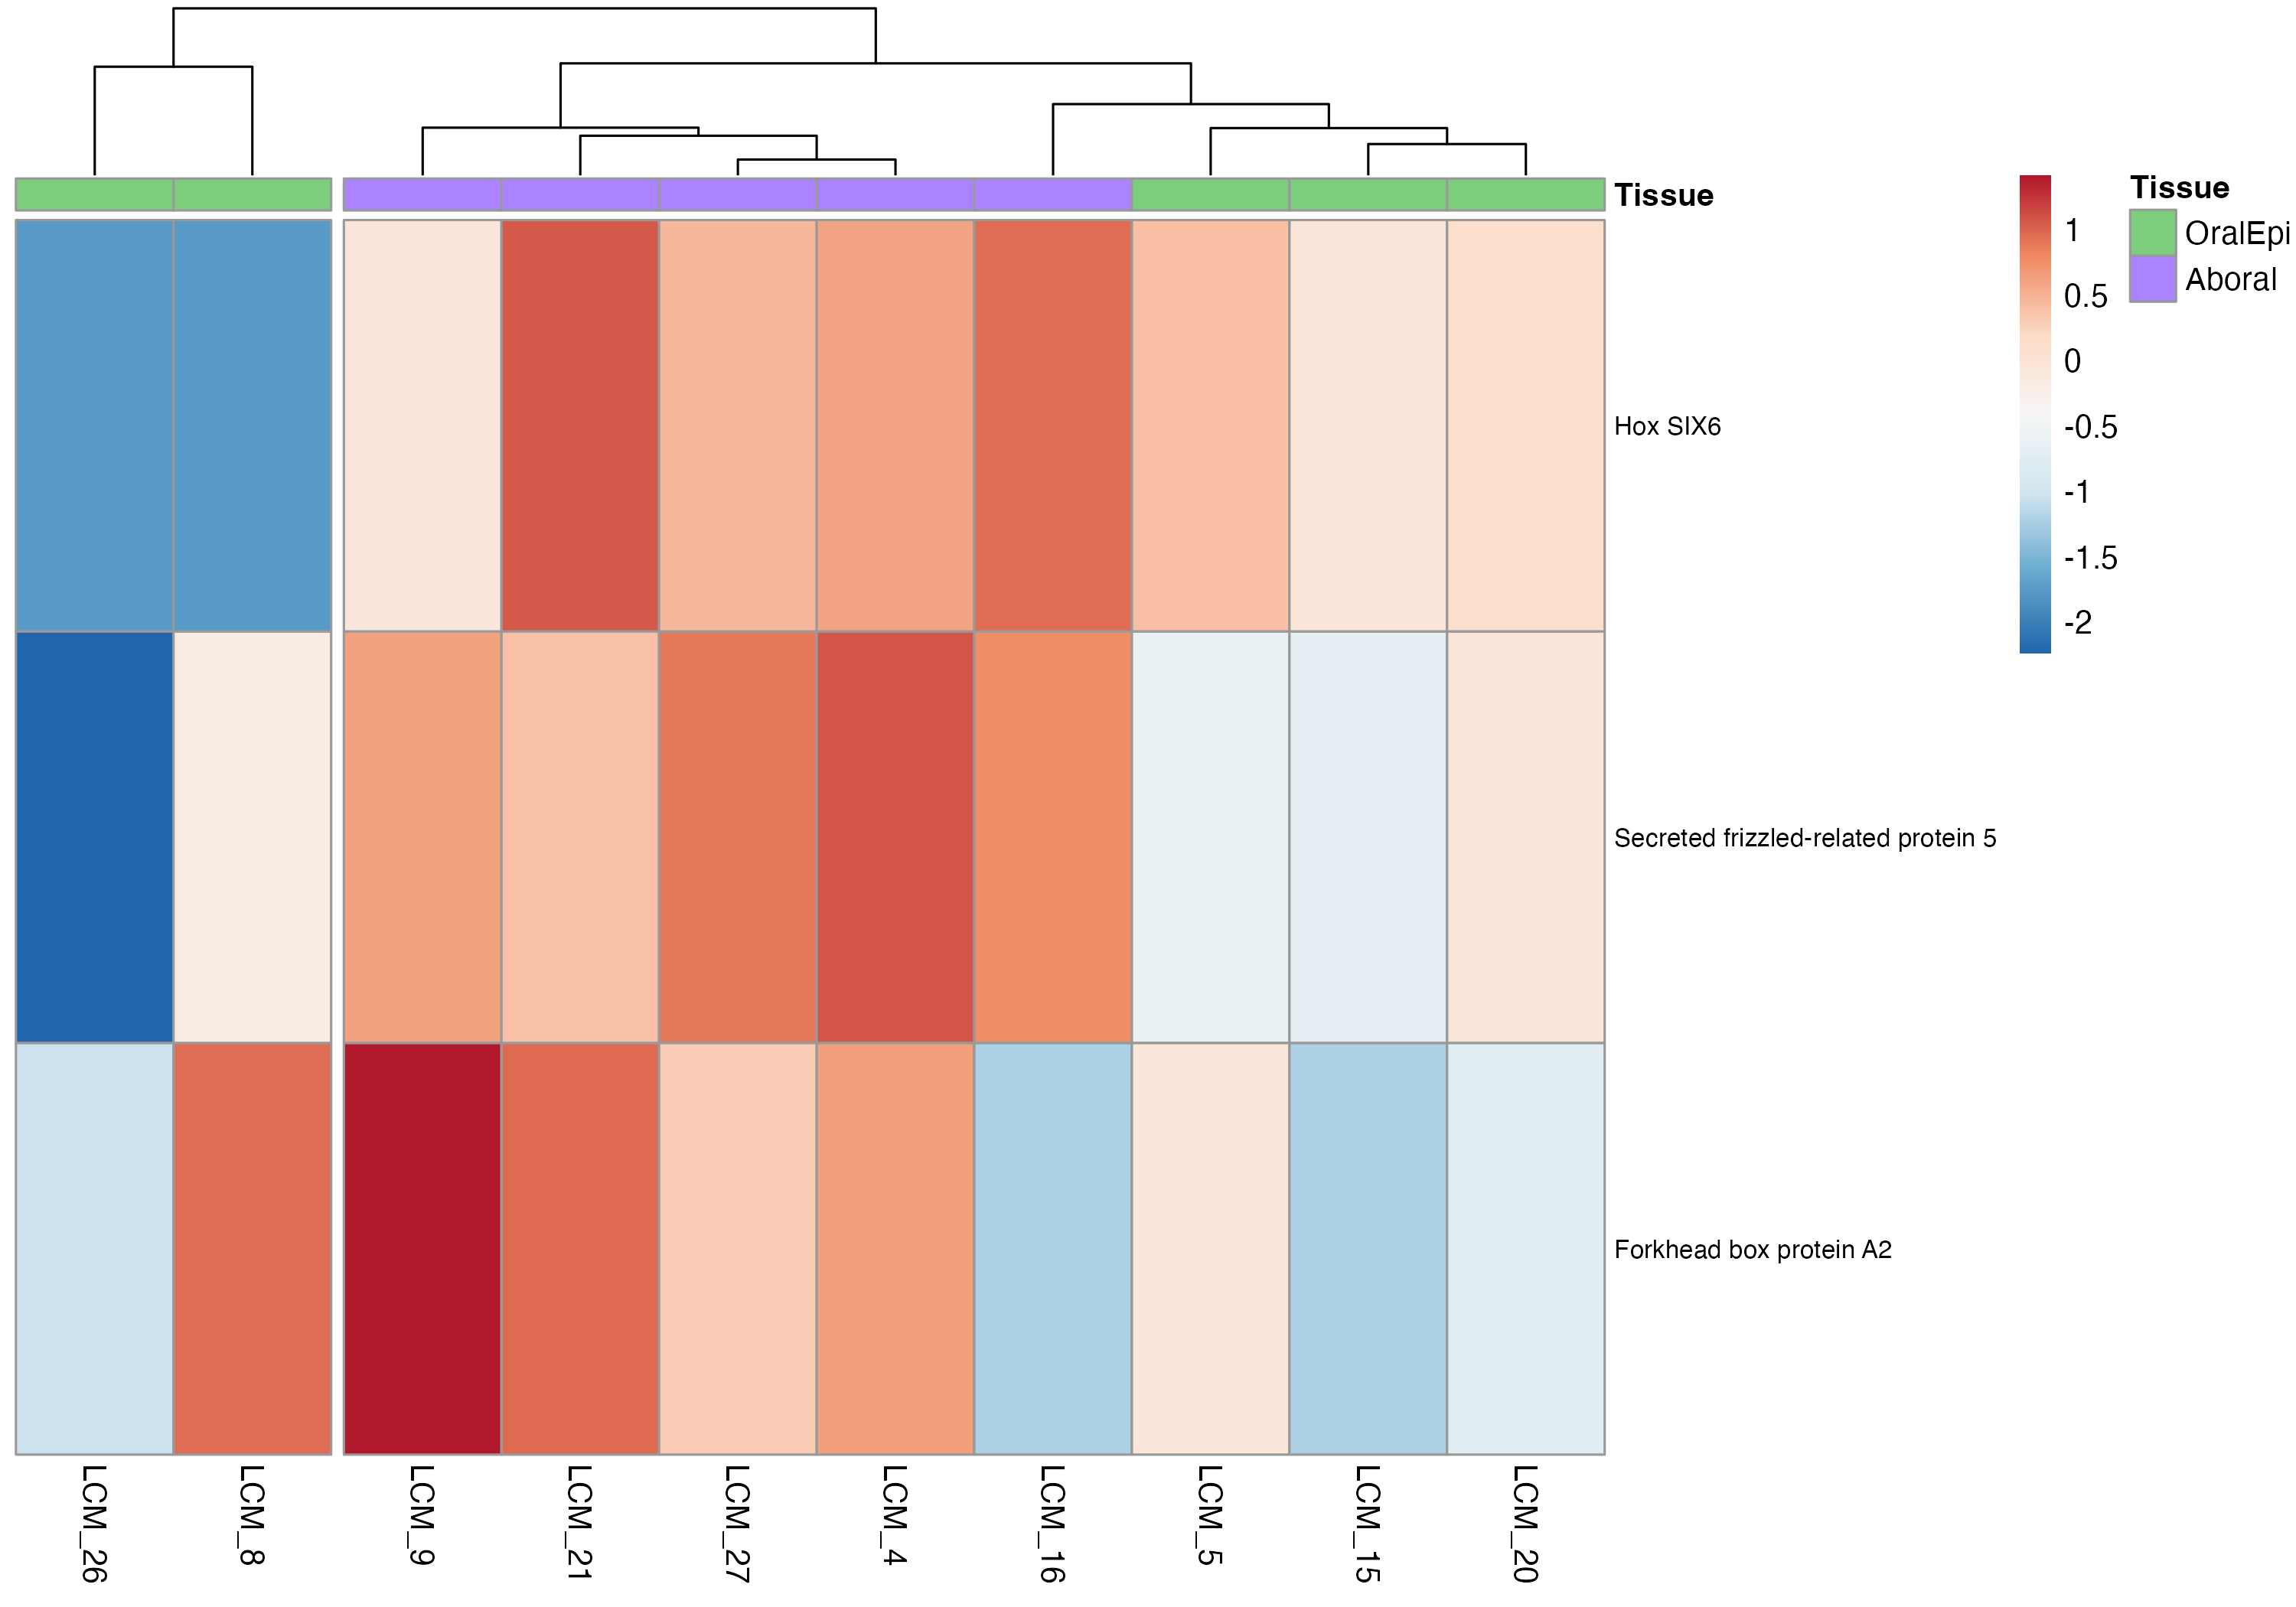 Tissue
Hox SIX6
Secreted frizzled-related protein 5
Forkhead box protein A2
LCM_26
LCM_8
LCM_9
LCM_21
LCM_27
LCM_4
LCM_16
LCM_5
LCM_15
LCM_20
1
0.5
0
-0.5
-1
-1.5
-2
Tissue
OralEpi
Aboral